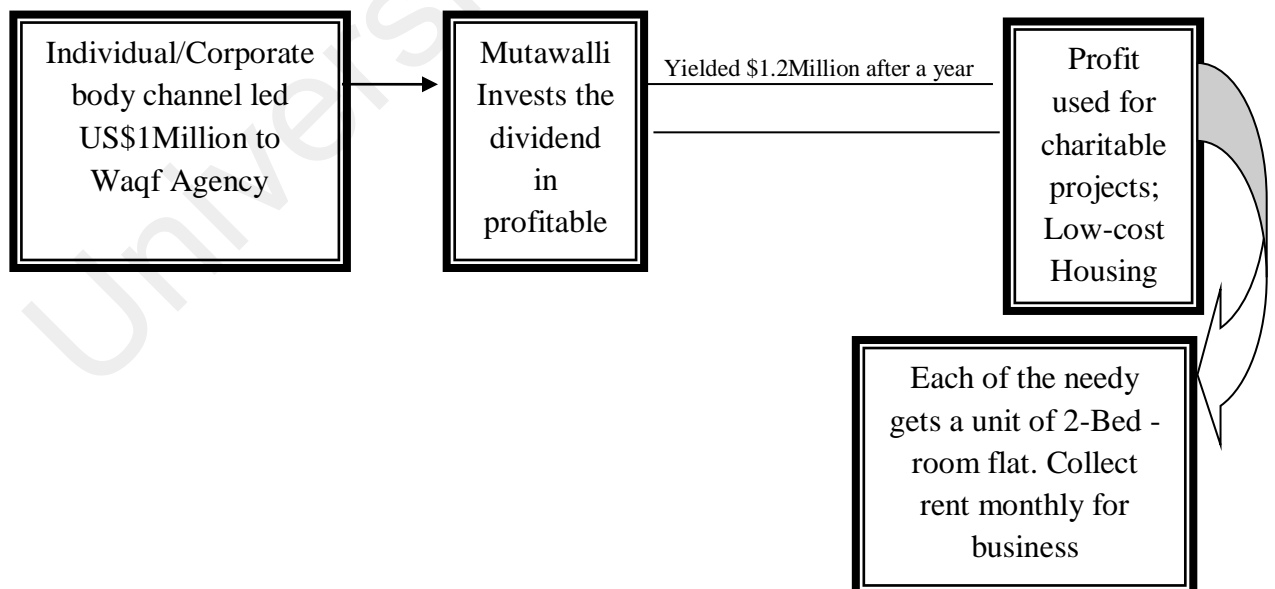 Individual/Corporate
body channel led
US$1Million to
Waqf Agency
Mutawalli
Invests the
dividend
in
profitable
Yielded $1.2Million after a year
Profit
used for
charitable
projects;
Low-cost
Housing
Each of the needy
gets a unit of 2-Bed -
room flat. Collect
rent monthly for
business
Univers